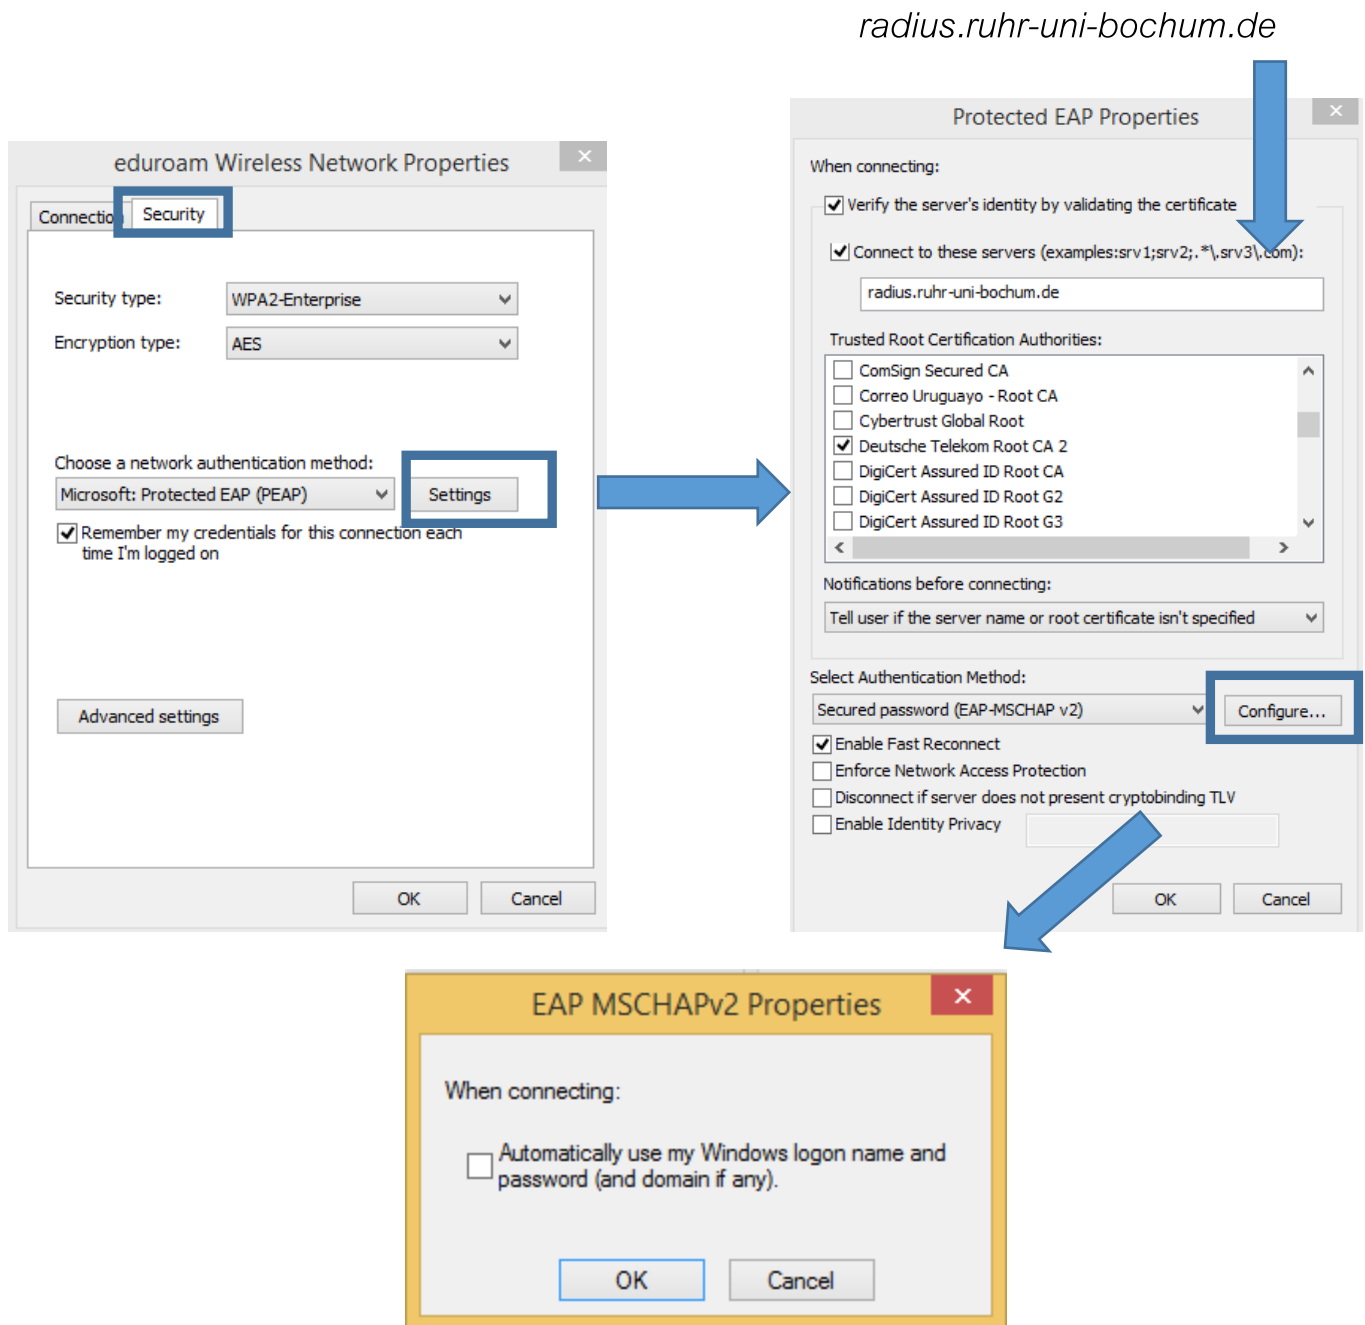 radius.ruhr-uni-bochum.de
eduroam Wireless Network Properties
Connection
Security
Security type:
WPA2-Enterprise
Encryption type:
AES
Choose a network authentication method:
Microsoft: Protected EAP (PEAP)
Settings
Remember my credentials for this connection each
time I'm logged on
Advanced settings
OK
Cancel
Protected EAP Properties
When connecting:
Verify the server's identity by validating the certificate
Connect to these servers (examples:srv1;srv2;.*\.srv3\.com):
radius.ruhr-uni-bochum.de
Trusted Root Certification Authorities:
ComSign Secured CA
Correo Uruguayo - Root CA
Cybertrust Global Root
Deutsche Telekom Root CA 2
DigiCert Assured ID Root CA
DigiCert Assured ID Root G2
DigiCert Assured ID Root G3
Notifications before connecting:
Tell user if the server name or root certificate isn't specified
Select Authentication Method:
Secured password (EAP-MSCHAP v2)
Configure...
Enable Fast Reconnect
Enforce Network Access Protection
Disconnect if server does not present cryptobinding TLV
Enable Identity Privacy
OK
Cancel
EAP MSCHAPv2 Properties
When connecting:
Automatically use my Windows logon name and
password (and domain if any).
OK
Cancel